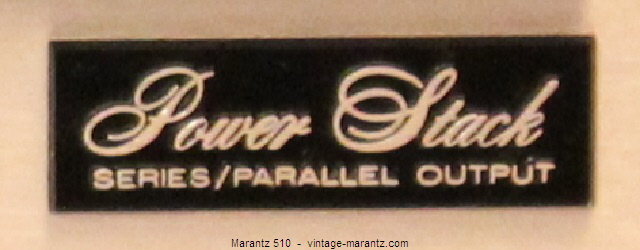 Power Stack
SERIES/PARALLEL OUTPUT
Marantz 510 - vintage-marantz.com